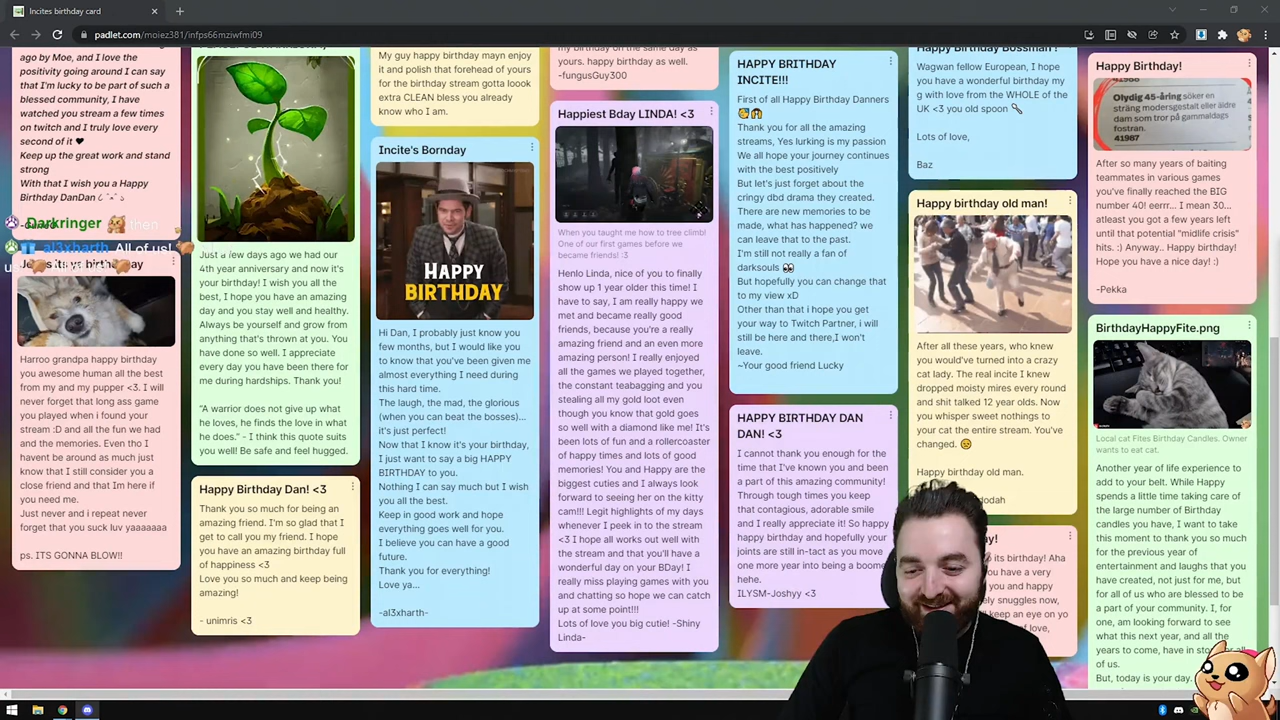 Incites birthday card
padlet.com/moiez381/infps66mziwfmi09
ago by Moe, and I love the
positivity going around I can say
that I'm lucky to be part of such
a blessed community, I have
watched you stream a few times
on twitch and I truly love every
second of it ❤
Keep up the great work and stand
strong
With that I wish you a Happy
Birthday DanDan
Darkringer then
al3xharth All of us!
Harroo grandpa happy birthday
you awesome human all the best
from my and my pupper <3. I will
never forget that long ass game
you played when i found your
stream :D and all the fun we had
and the memories. Even tho I
havent be around as much just
know that I still consider you a
close friend and that Im here if
you need me.
Just never and i repeat never
forget that you suck luv yaaaaaa
ps. ITS GONNA BLOW!!
Just a few days ago we had our
4th year anniversary and now it's
your birthday! I wish you all the
best, I hope you have an amazing
day and you stay well and healthy.
Always be yourself and grow from
anything that's thrown at you. You
have done so well. I appreciate
every day you have been there for
me during hardships. Thank you!
“A warrior does not give up what
he loves, he finds the love in what
he does.” - I think this quote suits
you well! Be safe and feel hugged.
Happy Birthday Dan! <3
Thank you so much for being an
amazing friend. I'm so glad that I
get to call you my friend. I hope
you have an amazing birthday full
of happiness <3
Love you so much and keep being
amazing!
- unimris <3
My guy happy birthday mayn enjoy
it and polish that forehead of yours
for the birthday stream gotta loook
extra CLEAN bless you already
know who I am.
Incite's Bornday
HAPPY
BIRTHDAY
Hi Dan, I probably just know you
few months, but I would like you
to know that you've been given me
almost everything I need during
this hard time.
The laugh, the mad, the glorious
(when you can beat the bosses)...
it's just perfect!
Now that I know it's your birthday,
I just want to say a big HAPPY
BIRTHDAY to you.
Nothing I can say much but I wish
you all the best.
Keep in good work and hope
everything goes well for you.
I believe you can have a good
future.
Thank you for everything!
Love ya...
-al3xharth-
my birthday on the same day as
yours. happy birthday as well.
-fungusGuy300
Happiest Bday LINDA! <3
When you taught me how to tree climb!
One of our first games before we
became friends! :3
Henlo Linda, nice of you to finally
show up 1 year older this time! I
have to say, I am really happy we
met and became really good
friends, because you're a really
amazing friend and an even more
amazing person! I really enjoyed
all the games we played together,
the constant teabagging and you
stealing all my gold loot even
though you know that gold goes
so well with a diamond like me! It's
been lots of fun and a rollercoaster
of happy times and lots of good
memories! You and Happy are the
biggest cuties and I always look
forward to seeing her on the kitty
cam!!! Legit highlights of my days
whenever I peek in to the stream
<3 I hope all works out well with
the stream and that you'll have a
wonderful day on your BDay! I
really miss playing games with you
and chatting so hope we can catch
up at some point!!!
Lots of love you big cutie! -Shiny
Linda-
HAPPY BRITHDAY
INCITE!!!
First of all Happy Birthday Danners
Thank you for all the amazing
streams, Yes lurking is my passion
We all hope your journey continues
with the best positively
But let's just forget about the
cringy dbd drama they created.
There are new memories to be
made, what has happened? we
can leave that to the past.
I'm still not really a fan of
darksouls 👀
But hopefully you can change that
to my view xD
Other than that i hope you get
your way to Twitch Partner, i will
still be here and there,I won't
leave.
~Your good friend Lucky
HAPPY BIRTHDAY DAN
DAN! <3
I cannot thank you enough for the
time that I've known you and been
a part of this amazing community!
Through tough times you keep
that contagious, adorable smile
and I really appreciate it! So happy
happy birthday and hopefully your
joints are still in-tact as you move
one more year into being a boome
hehe.
ILYSM-Joshyy <3
Happy Birthday Bossman !
Wagwan fellow European, I hope
you have a wonderful birthday my
g with love from the WHOLE of the
UK <3 you old spoon 🥄
Lots of love,
Baz
Happy birthday old man!
After all these years, who knew
you would've turned into a crazy
cat lady. The real incite I knew
dropped moisty mires every round
and shit talked 12 year olds. Now
you whisper sweet nothings to
your cat the entire stream. You've
changed.
Happy birthday old man.
dodah
y!
its birthday! Aha
ou have a very
you and happy
ely snuggles now,
ll keep an eye on yo
of love,
Happy Birthday!
41988
Olydig 45-åring söker en
sträng modersgestalt eller äldre
dam som tror på gammaldags
fostran.
41987
After so many years of baiting
teammates in various games
you've finally reached the BIG
number 40! eerrr... I mean 30...
atleast you got a few years left
until that potential "midlife crisis"
hits. :) Anyway.. Happy birthday!
Hope you have a nice day! :)
-Pekka
BirthdayHappyFite.png
Local cat Fites Birthday Candles. Owner
wants to eat cat.
Another year of life experience to
add to your belt. While Happy
spends a little time taking care of
the large number of Birthday
candles you have, I want to take
this moment to thank you so much
for the previous year of
entertainment and laughs that you
have created, not just for me, but
for all of us who are blessed to be
a part of your community. I, for
one, am looking forward to see
what this next year, and all the
years to come, have in sto for all
of us.
But, today is your day.